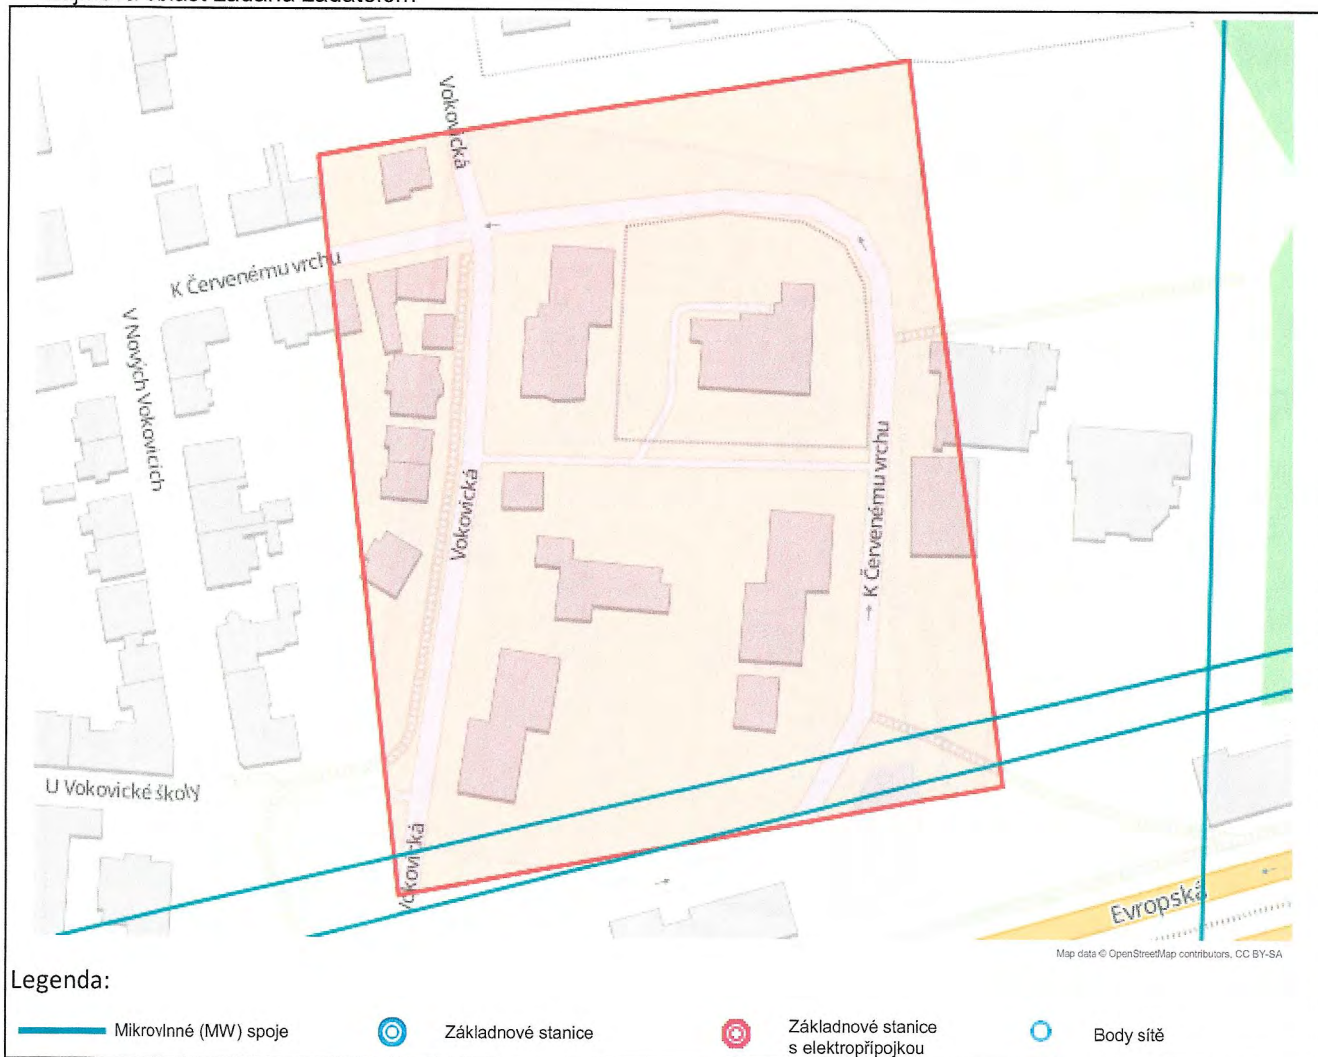 Vokovická
K Červenému vrchu
V Nových Vokovicích
Vokovická
K Červenému vrchu
U Vokovické školy
Vokovická
Evropská
Map data © OpenStreetMap contributors, CC BY-SA
Legenda:
Mikrovlnné (MW) spoje
Základnové stanice
Základnové stanice
s elektropřípojkou
Body sítě